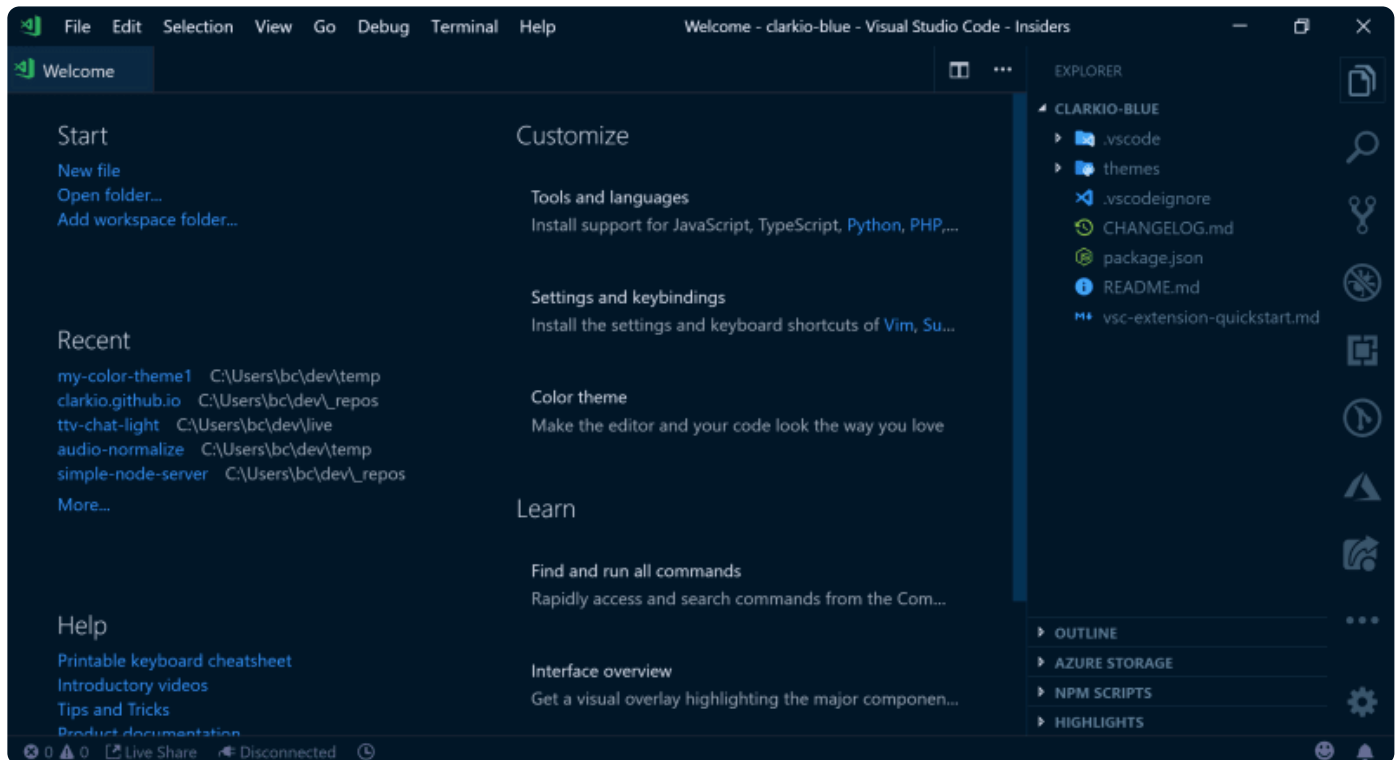 File Edit Selection View Go Debug Terminal Help Welcome - clarkio-blue - Visual Studio Code - Insiders
Welcome
Start
New file
Open folder...
Add workspace folder...
Recent
my-color-theme1 C:\Users\bc\dev\temp
clarkio.github.io C:\Users\bc\dev\_repos
ttv-chat-light C:\Users\bc\dev\live
audio-normalize C:\Users\bc\dev\temp
simple-node-server C:\Users\bc\dev\_repos
More...
Help
Printable keyboard cheatsheet
Introductory videos
Tips and Tricks
Product documentation
Customize
Tools and languages
Install support for JavaScript, TypeScript, Python, PHP,...
Settings and keybindings
Install the settings and keyboard shortcuts of Vim, Su...
Color theme
Make the editor and your code look the way you love
Learn
Find and run all commands
Rapidly access and search commands from the Com...
Interface overview
Get a visual overlay highlighting the major componen...
EXPLORER
CLARKIO-BLUE
.vscode
themes
.vscodeignore
CHANGELOG.md
package.json
README.md
vsc-extension-quickstart.md
OUTLINE
AZURE STORAGE
NPM SCRIPTS
HIGHLIGHTS
0 0 Live Share Disconnected